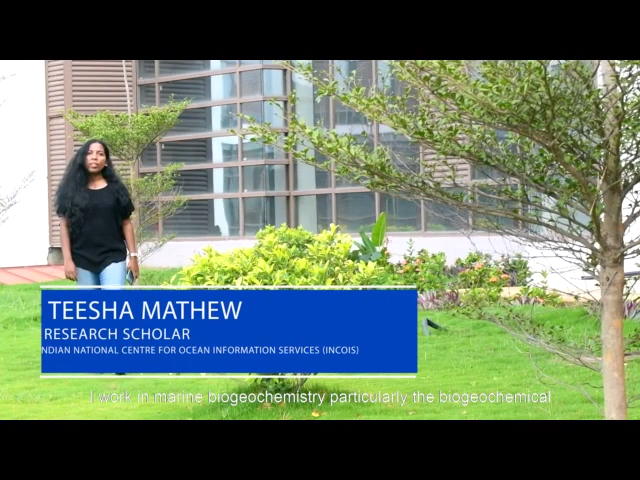 TEESHA MATHEW
RESEARCH SCHOLAR
NDIAN NATIONAL CENTRE FOR OCEAN INFORMATION SERVICES (INCOIS)
I work in marine biogeochemistry particularly the biogeochemical